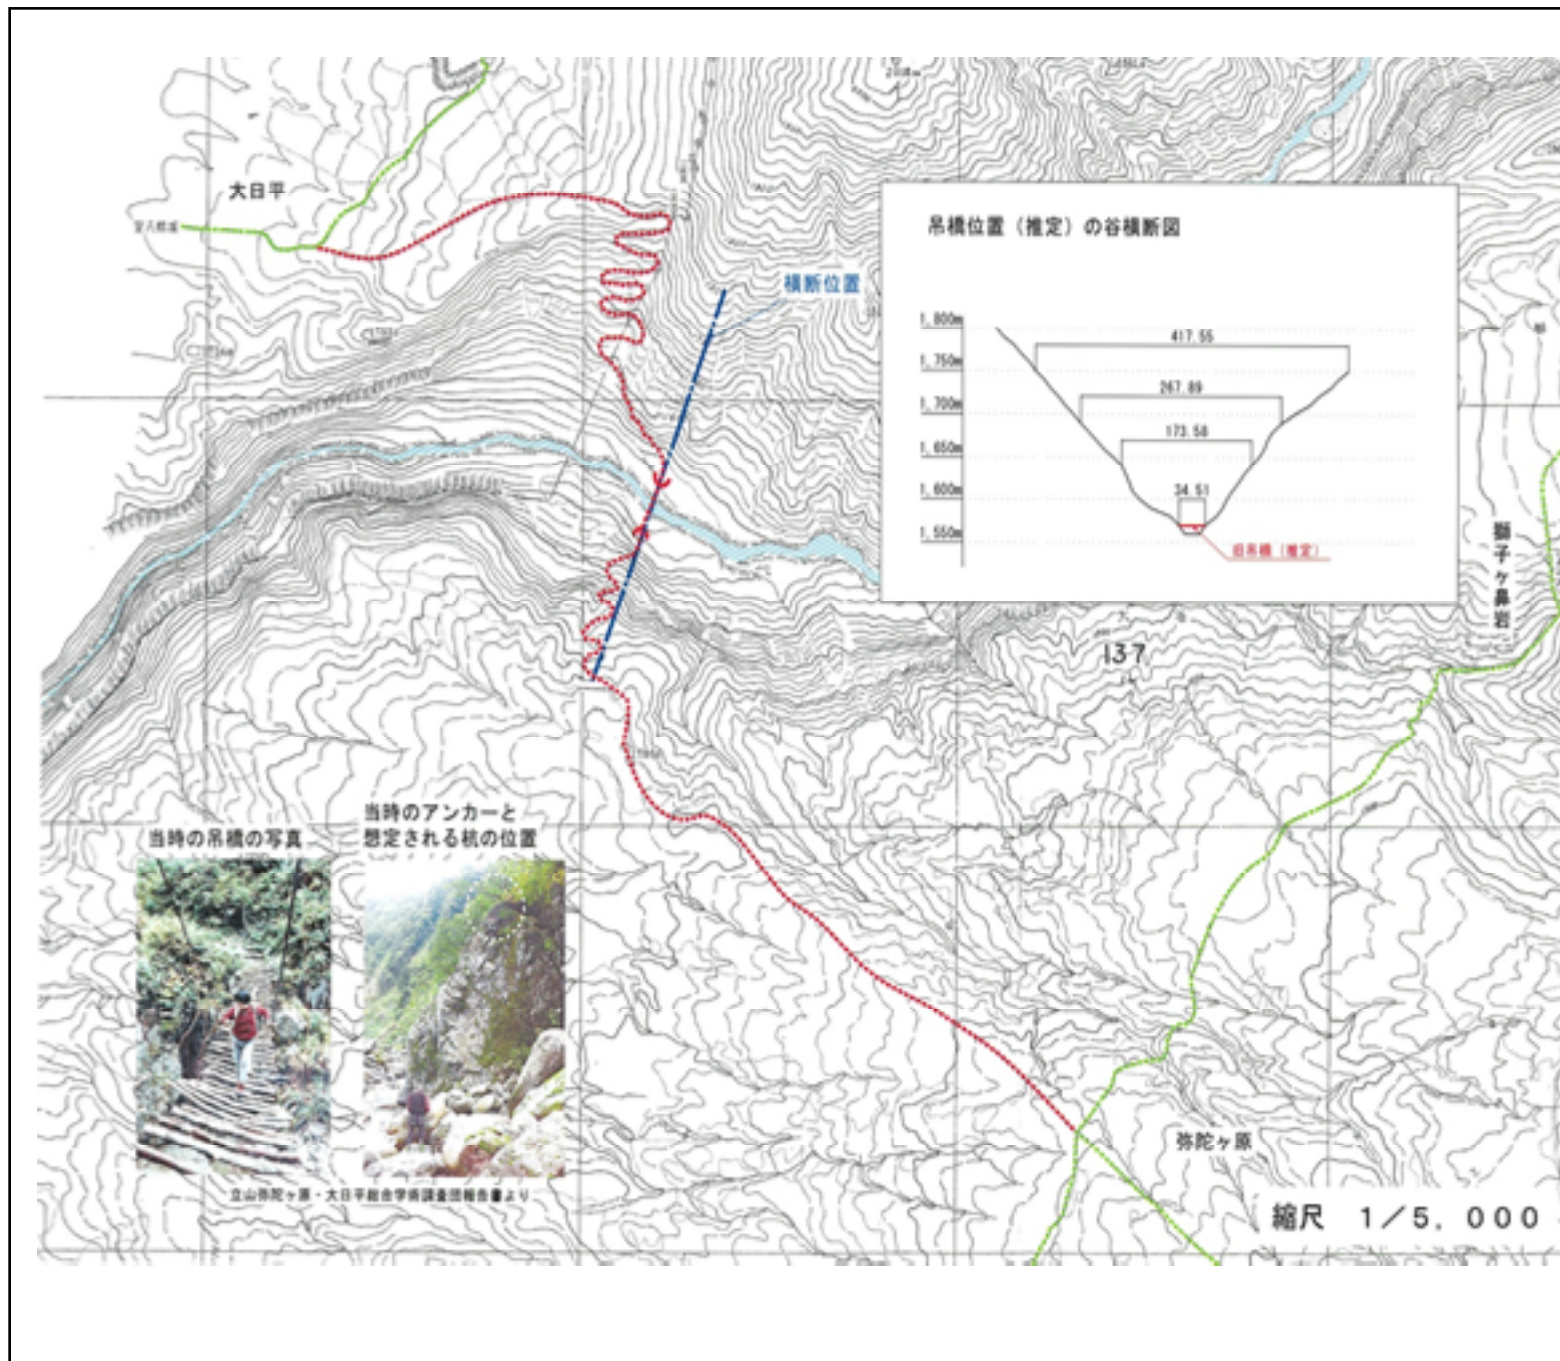 大日平
横断位置
吊橋位置（推定）の谷横断図
1,800m
417.55
1,750m
267.89
1,700m
173.58
1,650m
1,600m
34.51
1,550m
旧吊橋（推定）
獅子ヶ鼻岩
137
当時の吊橋の写真
当時のアンカーと
想定される杭の位置
弥陀ヶ原
立山弥陀ヶ原・大日平総合学術調査団報告書より
縮尺　1／5，000